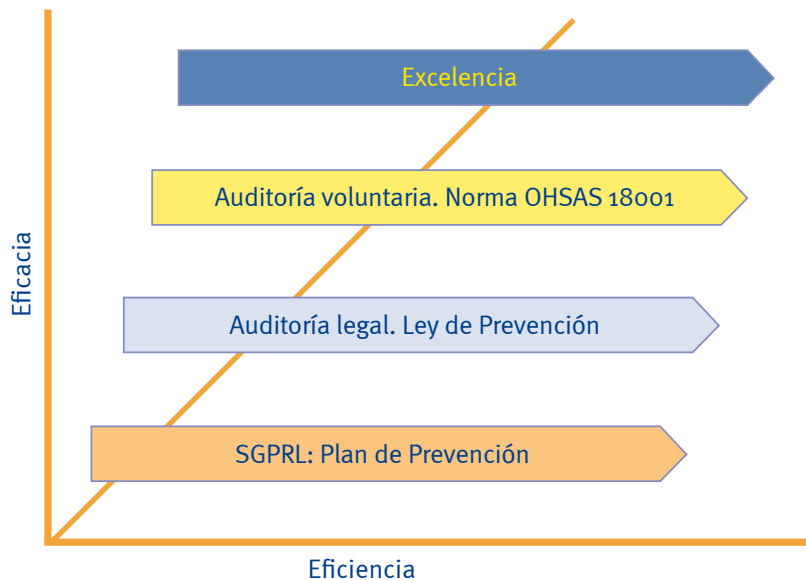 Excelencia
Auditoría voluntaria. Norma OHSAS 18001
Eficacia
Auditoría legal. Ley de Prevención
SGPRL: Plan de Prevención
Eficiencia